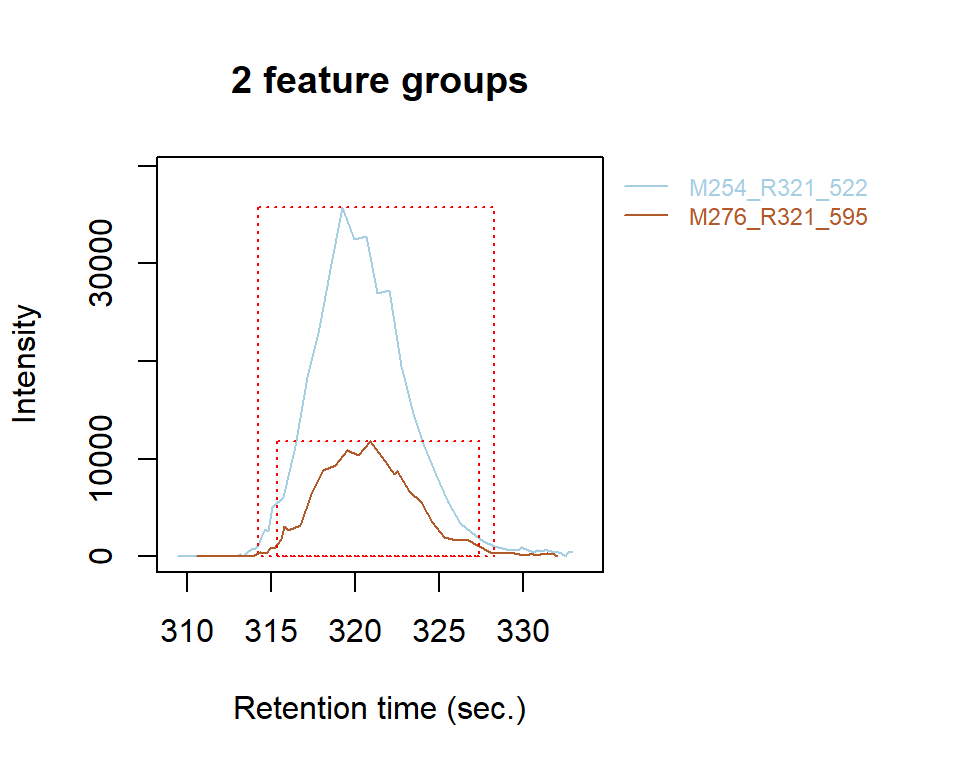 2 feature groups
M254_R321_522
M276_R321_595
Intensity
30000
10000
0
310 315 320 325 330
Retention time (sec.)